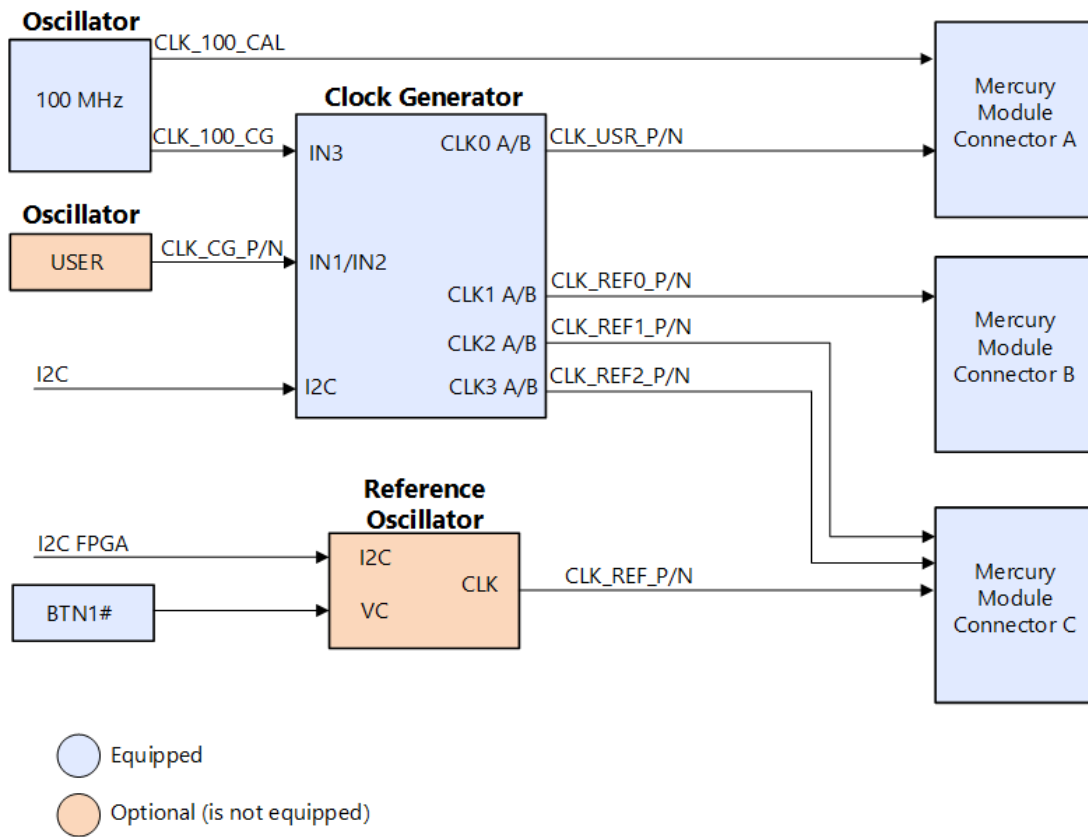 Oscillator
100 MHz
CLK_100_CAL
CLK_100_CG
Clock Generator
IN3
CLK0 A/B
CLK_USR_P/N
Mercury
Module
Connector A
Oscillator
USER
CLK_CG_P/N
IN1/IN2
CLK1 A/B
CLK_REF0_P/N
CLK2 A/B
CLK_REF1_P/N
CLK3 A/B
CLK_REF2_P/N
I2C
I2C
Mercury
Module
Connector B
Reference
Oscillator
I2C FPGA
I2C
BTN1#
VC
CLK
CLK_REF_P/N
Mercury
Module
Connector C
Equipped
Optional (is not equipped)